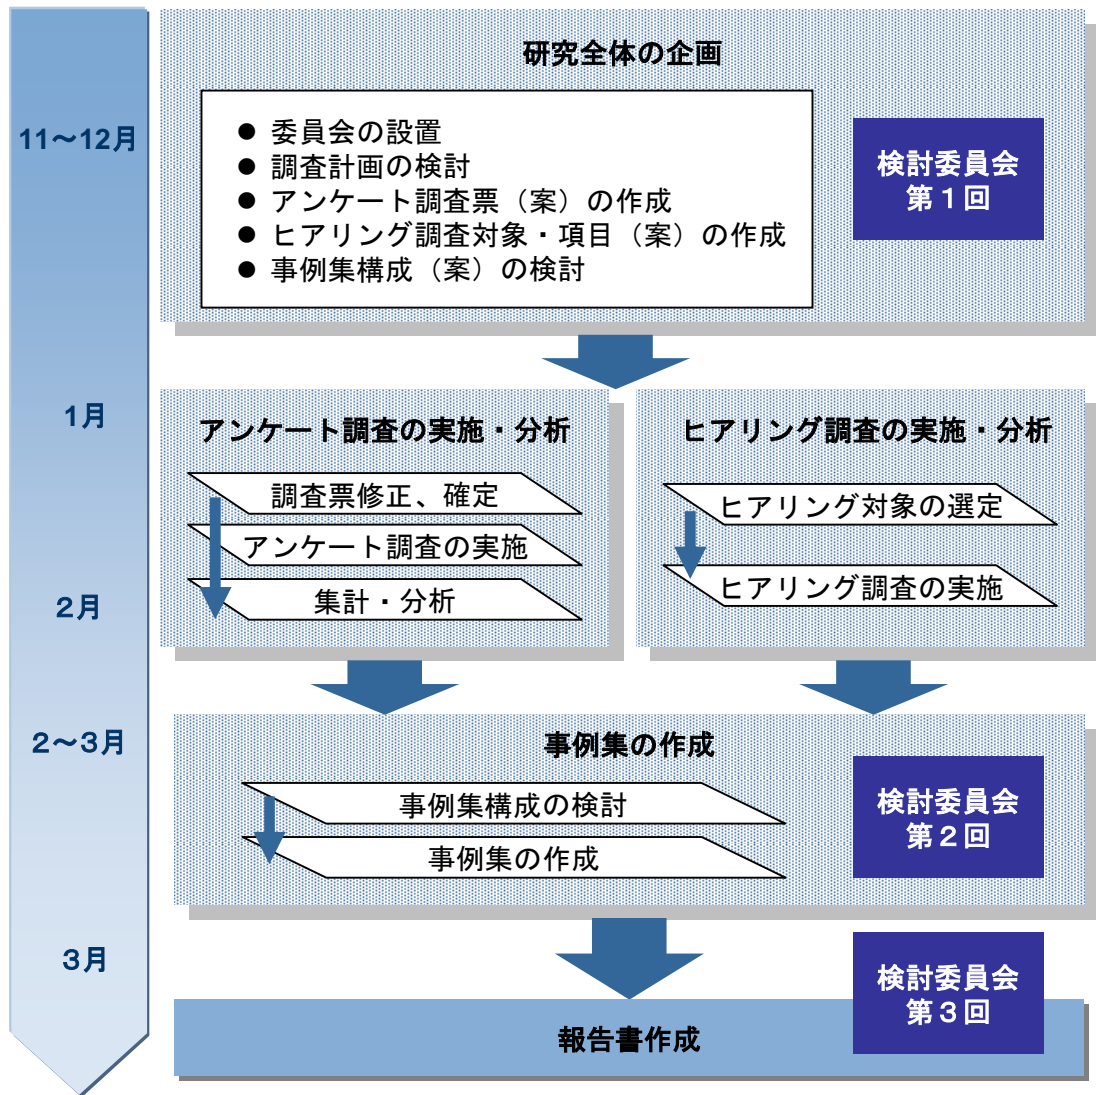 研究全体の企画
11～12月
● 委員会の設置
● 調査計画の検討
● アンケート調査票（案）の作成
● ヒアリング調査対象・項目（案）の作成
● 事例集構成（案）の検討
検討委員会
第１回
1月
アンケート調査の実施・分析
調査票修正、確定
アンケート調査の実施
集計・分析
ヒアリング調査の実施・分析
ヒアリング対象の選定
ヒアリング調査の実施
２月
２～３月
事例集の作成
事例集構成の検討
事例集の作成
検討委員会
第２回
３月
検討委員会
第３回
報告書作成